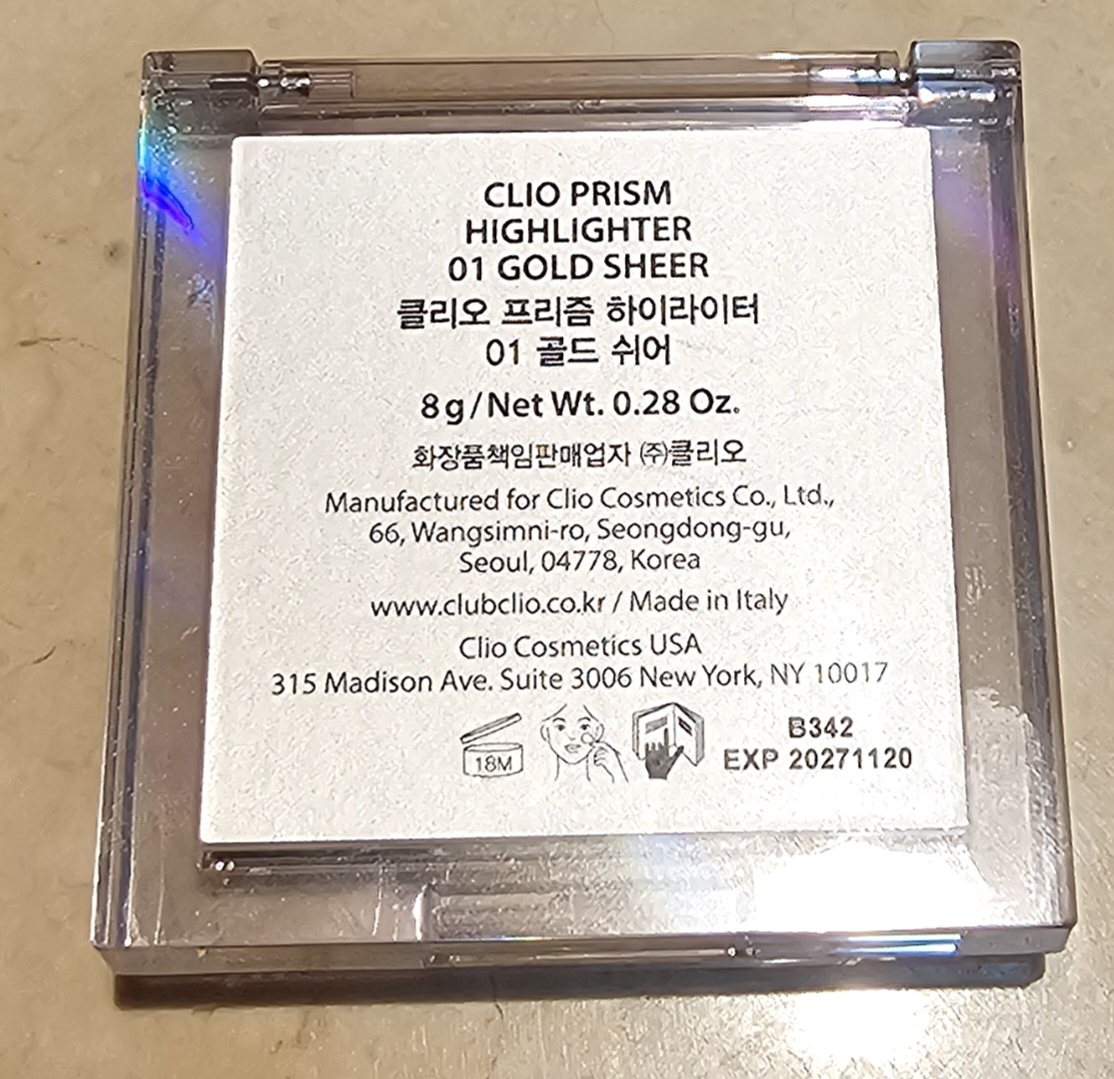 CLIO PRISM
HIGHLIGHTER
01 GOLD SHEER
클리오 프리즘 하이라이터
01 골드 쉬어
8g/Net Wt. 0.28 Oz.
화장품책임판매업자 ㈜클리오
Manufactured for Clio Cosmetics Co., Ltd.,
66, Wangsimni-ro, Seongdong-gu,
Seoul, 04778, Korea
www.clubclio.co.kr / Made in Italy
Clio Cosmetics USA
315 Madison Ave. Suite 3006 New York, NY 10017
18M
B342
EXP 20271120